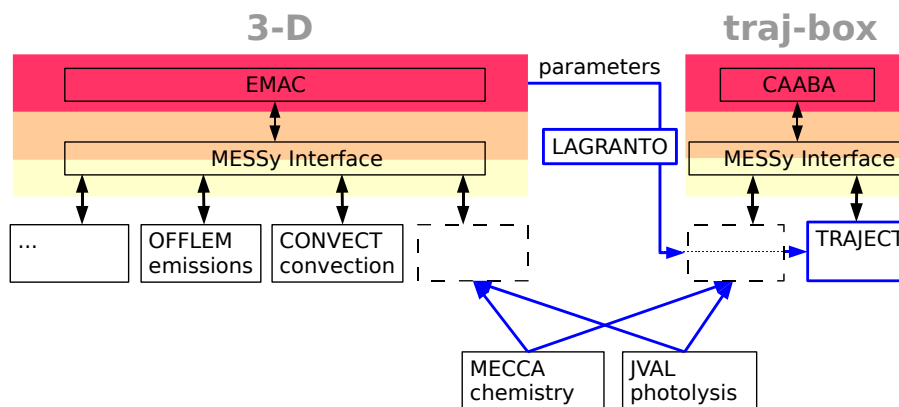 3-D
traj-box
EMAC
parameters
CAABA
LAGRANTO
MESSy Interface
MESSy Interface
...
OFFLEM
emissions
CONVECT
convection
TRAJECT
MECCA
chemistry
JVAL
photolysis